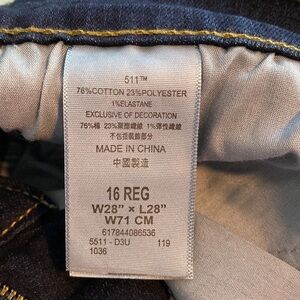 511™
76%COTTON 23%POLYESTER
1%ELASTANE
EXCLUSIVE OF DECORATION
76%棉 23%聚酯纖維 1%彈性纖維
不包括裝飾部分
MADE IN CHINA
中國製造
16 REG
W28" × L28"
W71 CM
617844086536
5511 - D3U 119
1036